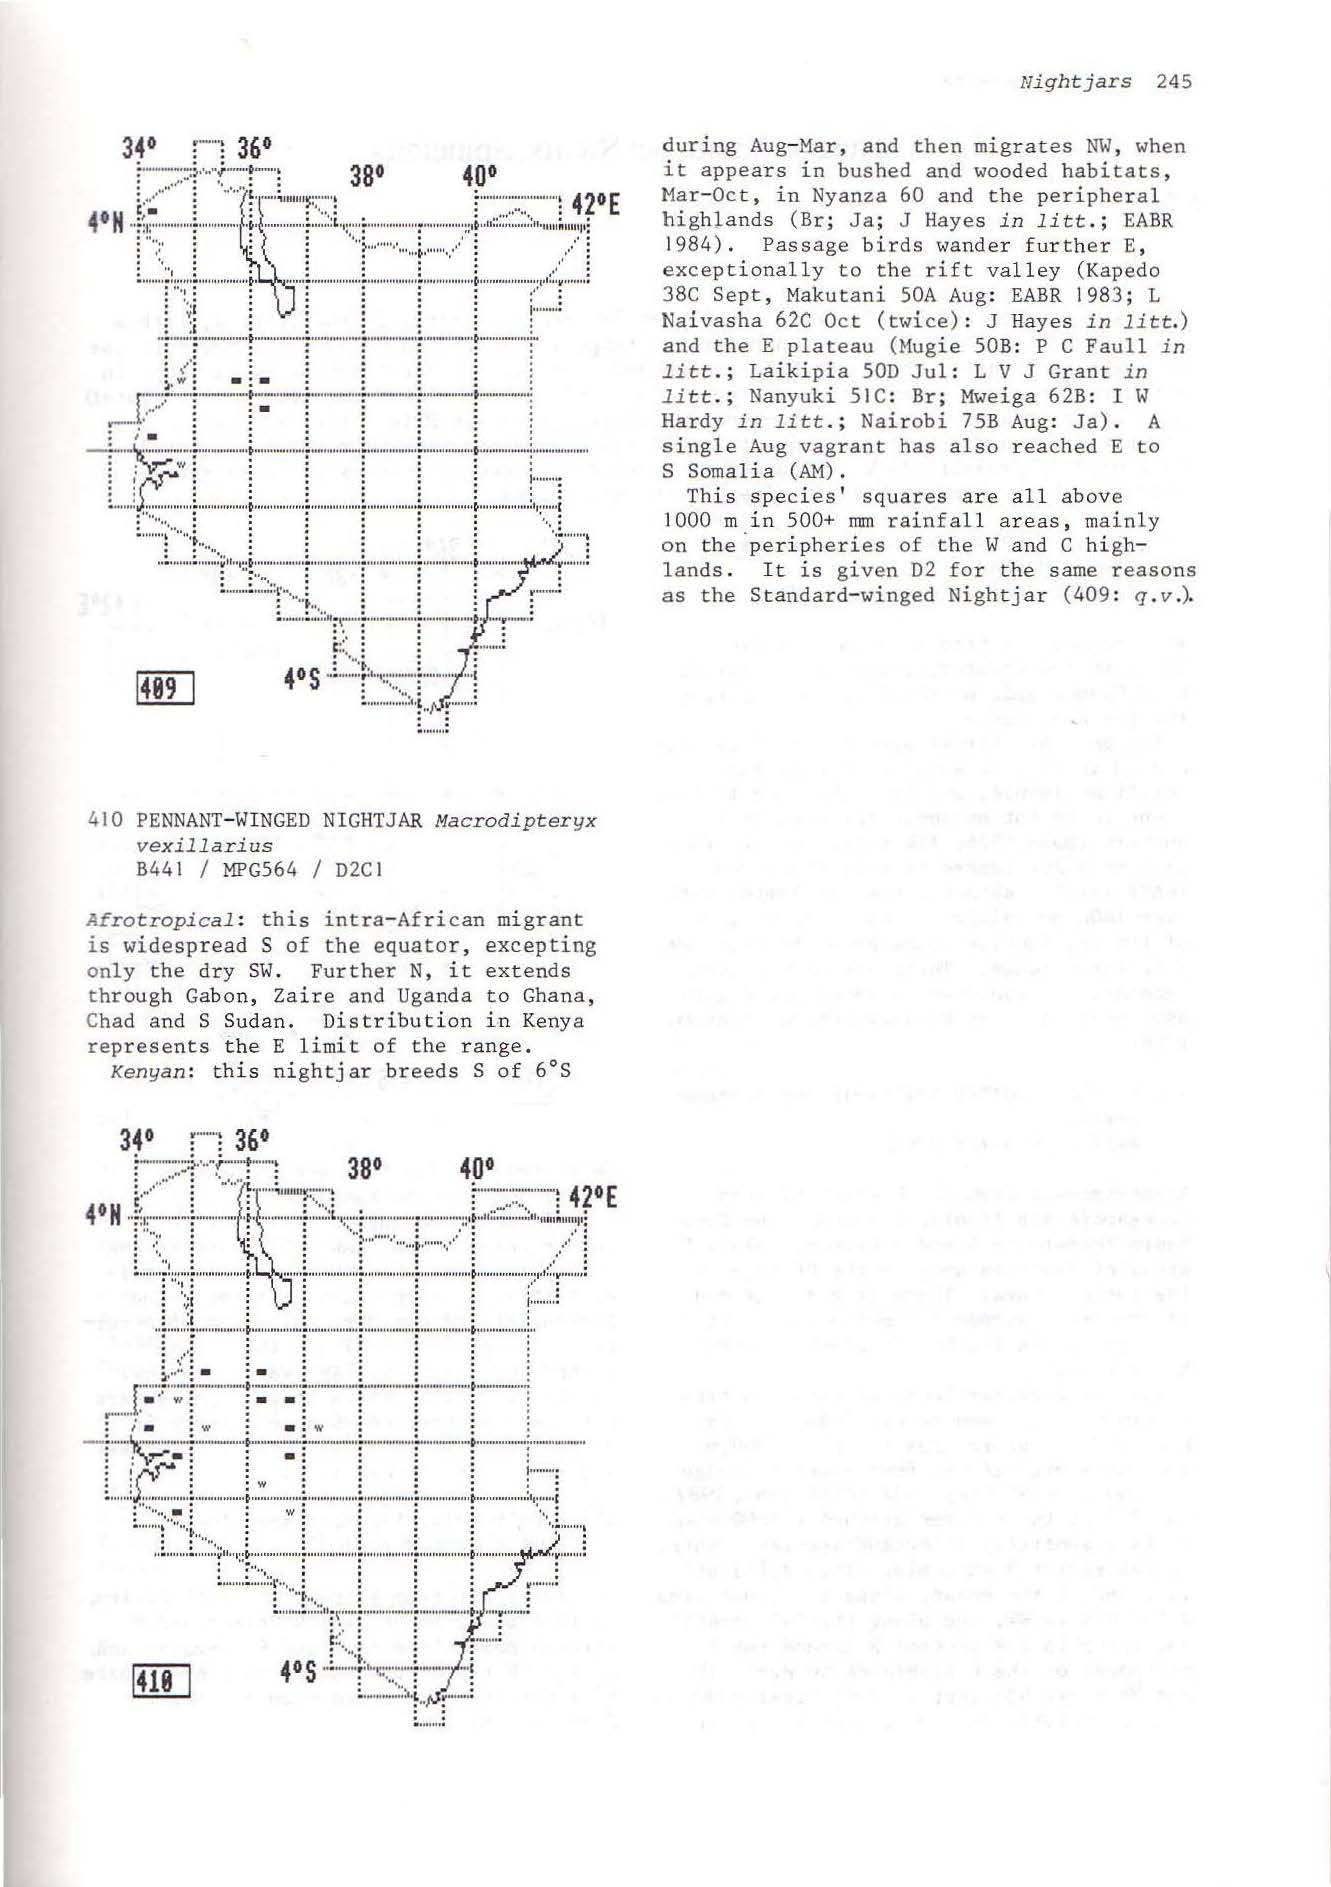 Nightjars 245
34° 36°
38° 40°
42°E
4°N
w
w
4°S
409
410 PENNANT-WINGED NIGHTJAR Macrodipteryx
vexillarius
B441 / MPG564 / D2C1
Afrotropical: this intra-African migrant
is widespread S of the equator, excepting
only the dry SW. Further N, it extends
through Gabon, Zaire and Uganda to Ghana,
Chad and S Sudan. Distribution in Kenya
represents the E limit of the range.
Kenyan: this nightjar breeds S of 6°S
34° 36°
38° 40°
42°E
4°N
w
w w
w
w
4°S
410
during Aug-Mar, and then migrates NW, when
it appears in bushed and wooded habitats,
Mar-Oct, in Nyanza 60 and the peripheral
highlands (Br; Ja; J Hayes in litt.; EABR
1984). Passage birds wander further E,
exceptionally to the rift valley (Kapedo
38C Sept, Makutani 50A Aug: EABR 1983; L
Naivasha 62C Oct (twice): J Hayes in litt.)
and the E plateau (Mugie 50B: P C Faull in
litt.; Laikipia 50D Jul: L V J Grant in
litt.; Nanyuki 51C: Br; Mweiga 62B: I W
Hardy in litt.; Nairobi 75B Aug: Ja). A
single Aug vagrant has also reached E to
S Somalia (AM).
This species' squares are all above
1000 m in 500+ mm rainfall areas, mainly
on the peripheries of the W and C high-
lands. It is given D2 for the same reasons
as the Standard-winged Nightjar (409: q.v.).